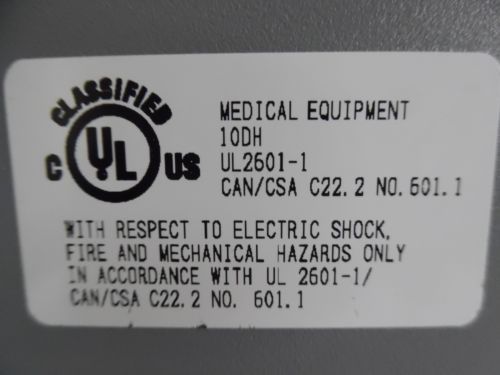 CLASSIFIED
C UL US
MEDICAL EQUIPMENT
10DH
UL2601-1
CAN/CSA C22.2 NO. 601.1
WITH RESPECT TO ELECTRIC SHOCK,
FIRE AND MECHANICAL HAZARDS ONLY
IN ACCORDANCE WITH UL 2601-1/
CAN/CSA C22.2 NO. 601.1